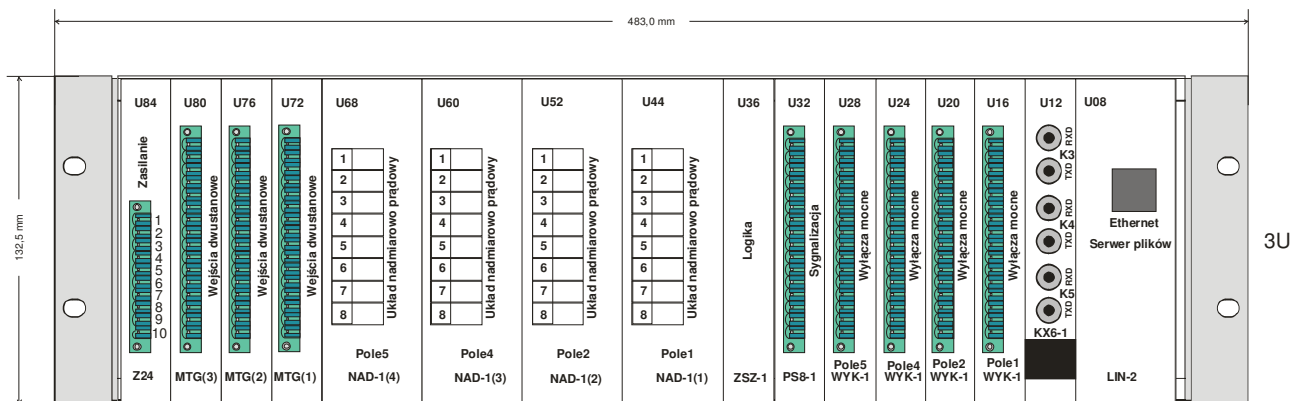 483,0 mm
132,5 mm
3U
U84
Zasilanie
1
2
3
4
5
6
7
8
9
10
Z24
U80
Wejścia dwustanowe
MTG(3)
U76
Wejścia dwustanowe
MTG(2)
U72
Wejścia dwustanowe
MTG(1)
U68
1
2
3
4
5
6
7
8
Układ nadmiarowo prądowy
Pole5
NAD-1(4)
U60
1
2
3
4
5
6
7
8
Układ nadmiarowo prądowy
Pole4
NAD-1(3)
U52
1
2
3
4
5
6
7
8
Układ nadmiarowo prądowy
Pole2
NAD-1(2)
U44
1
2
3
4
5
6
7
8
Układ nadmiarowo prądowy
Pole1
NAD-1(1)
U36
Logika
ZSZ-1
U32
Sygnalizacja
PS8-1
U28
Wyłącza mocne
Pole5
WYK-1
U24
Wyłącza mocne
Pole4
WYK-1
U20
Wyłącza mocne
Pole2
WYK-1
U16
Wyłącza mocne
Pole1
WYK-1
U12
RXD
K3
TXD
RXD
K4
TXD
RXD
K5
TXD
KX6-1
U08
Ethernet
Serwer plików
LIN-2